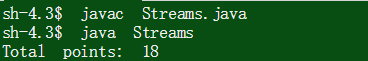 sh-4.3$ javac Streams.java
sh-4.3$ java Streams
Total points: 18